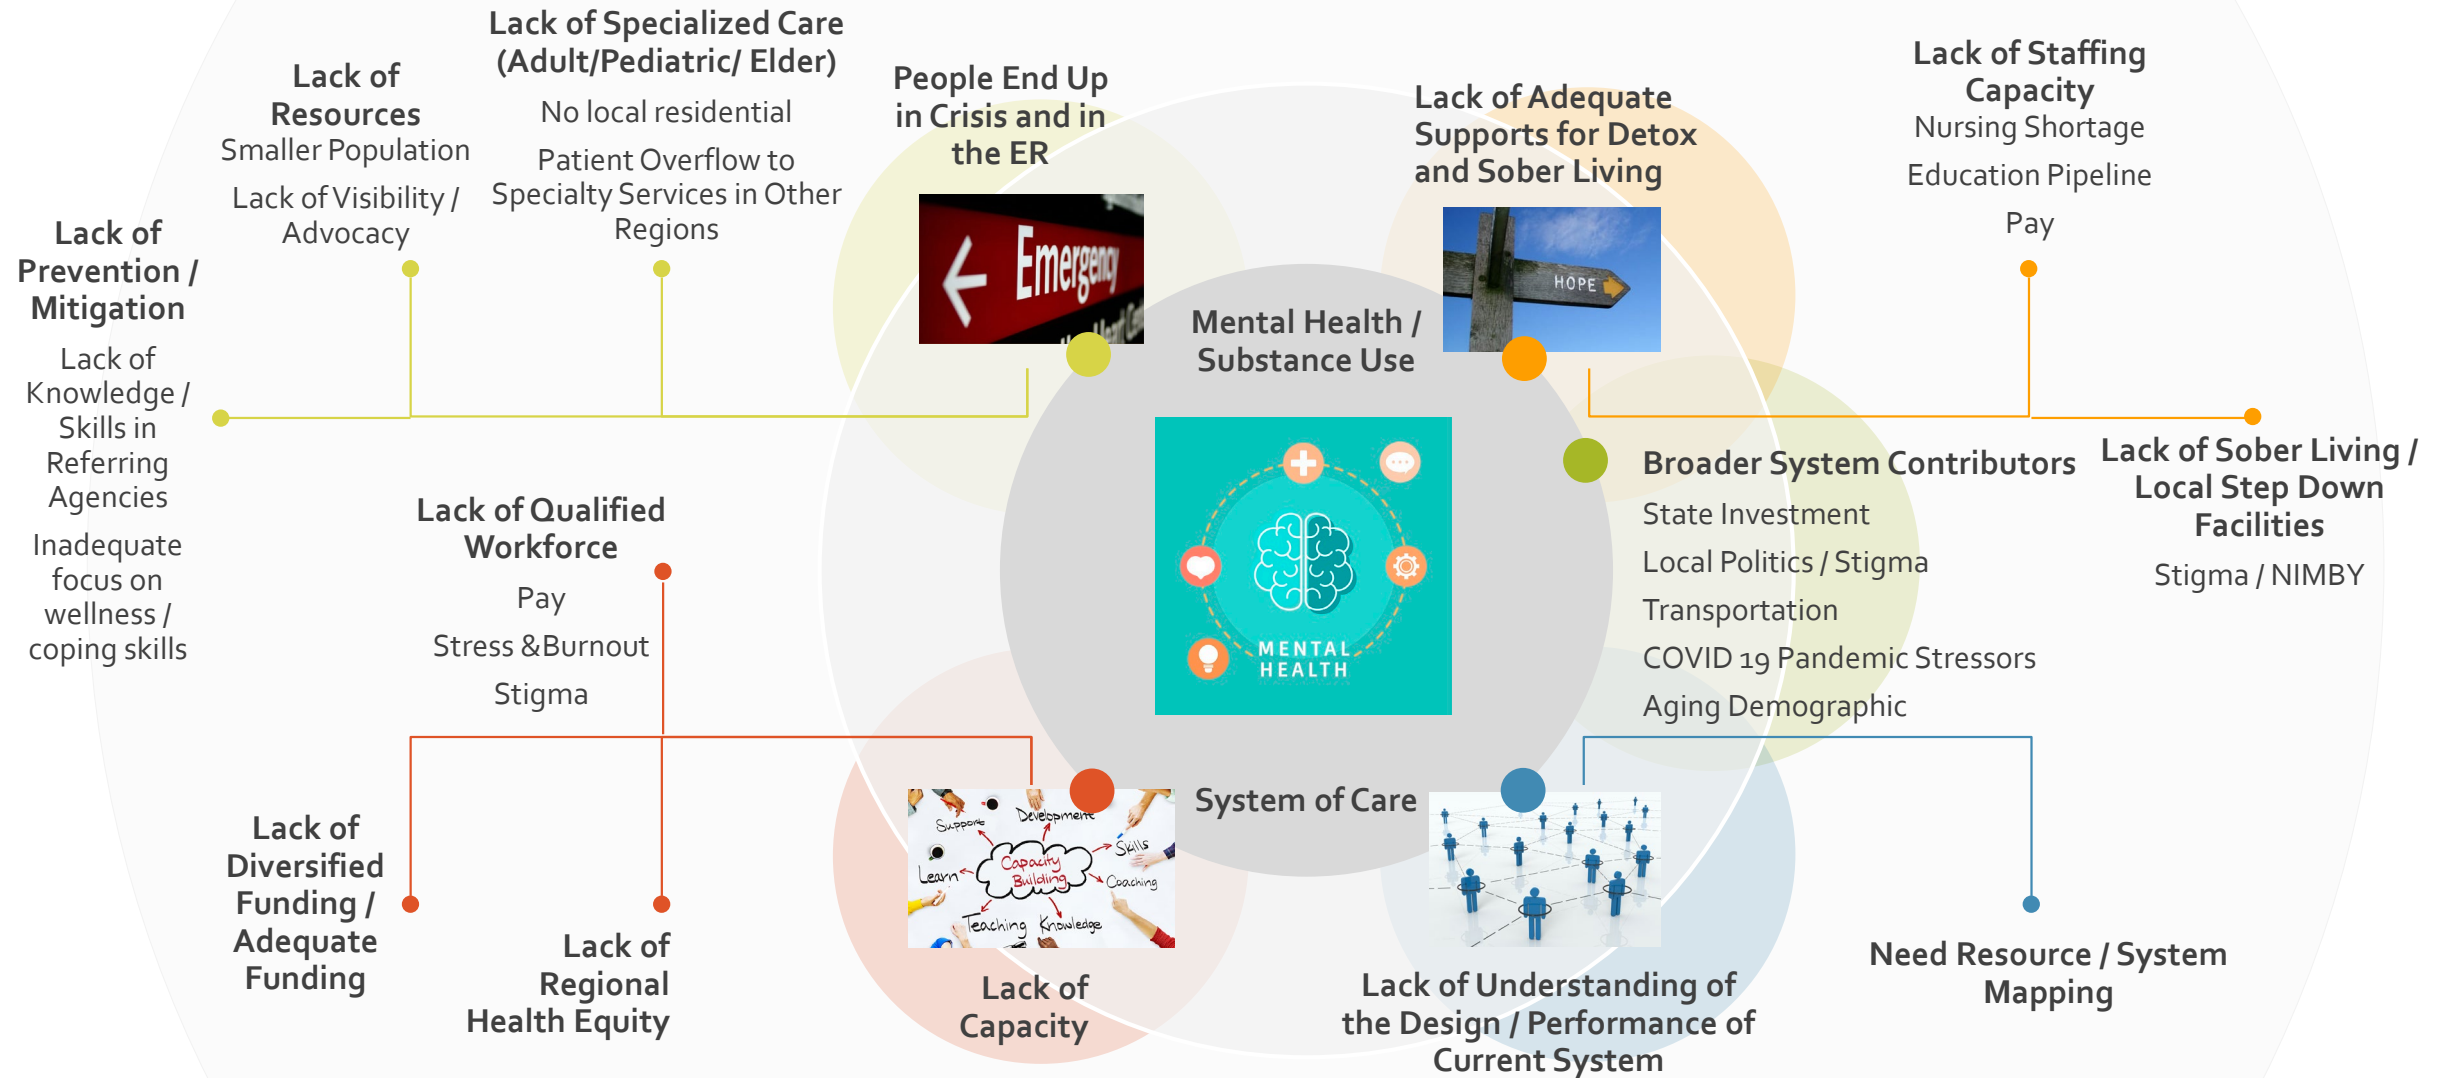 Lack of Specialized Care
(Adult/Pediatric/ Elder)
No local residential
Patient Overflow to
Specialty Services in Other
Regions
Lack of
Resources
Smaller Population
Lack of Visibility /
Advocacy
Lack of
Prevention /
Mitigation
Lack of
Knowledge /
Skills in
Referring
Agencies
Inadequate
focus on
wellness /
coping skills
People End Up
in Crisis and in
the ER
Emergency
Lack of Adequate
Supports for Detox
and Sober Living
HOPE
Lack of Staffing
Capacity
Nursing Shortage
Education Pipeline
Pay
Mental Health /
Substance Use
MENTAL
HEALTH
System of Care
Broader System Contributors
State Investment
Local Politics / Stigma
Transportation
COVID 19 Pandemic Stressors
Aging Demographic
Lack of Sober Living /
Local Step Down
Facilities
Stigma / NIMBY
Lack of Qualified
Workforce
Pay
Stress &Burnout
Stigma
Lack of
Diversified
Funding /
Adequate
Funding
Lack of
Regional
Health Equity
Support
Development
Skills
Capacity
Building
Learn
Coaching
Teaching
Knowledge
Lack of
Capacity
Lack of Understanding of
the Design / Performance of
Current System
Need Resource / System
Mapping